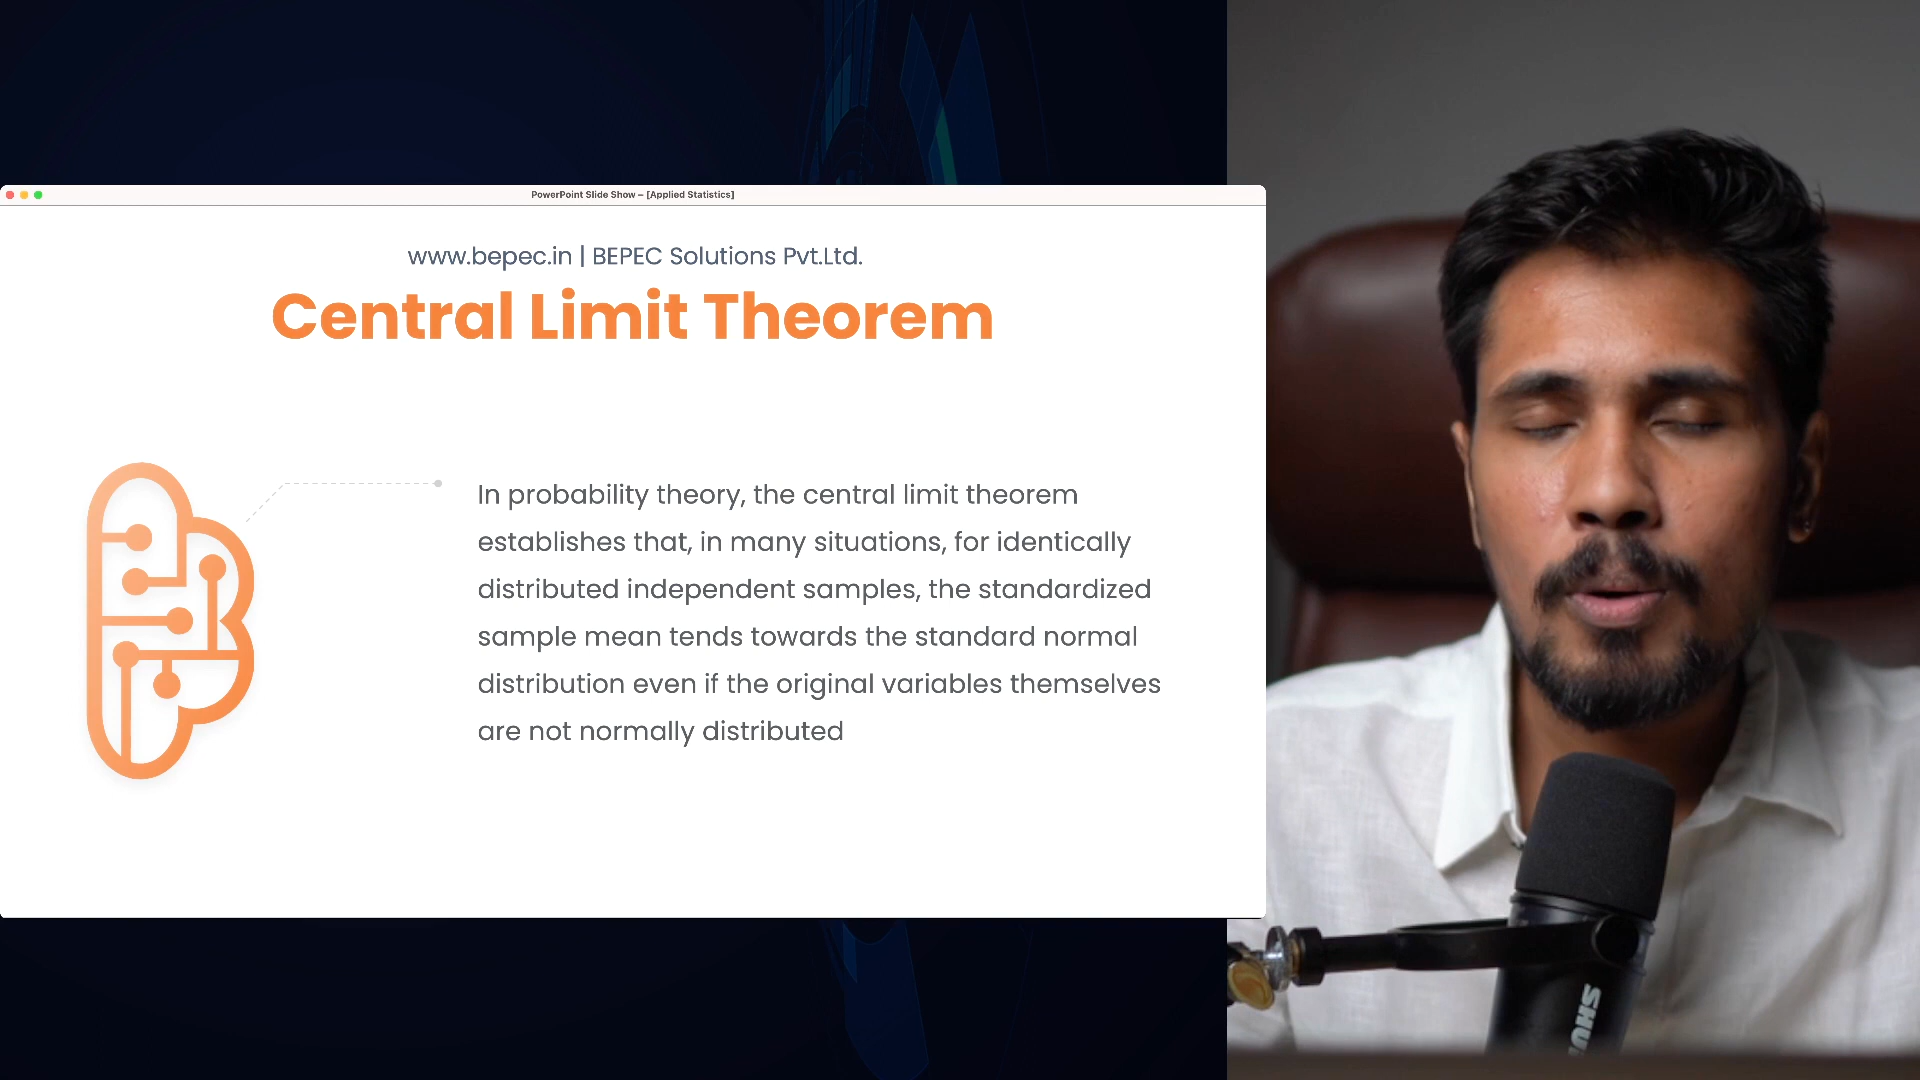 PowerPoint Slide Show – [Applied Statistics]
www.bepec.in | BEPEC Solutions Pvt.Ltd.
Central Limit Theorem
In probability theory, the central limit theorem
establishes that, in many situations, for identically
distributed independent samples, the standardized
sample mean tends towards the standard normal
distribution even if the original variables themselves
are not normally distributed
SHU